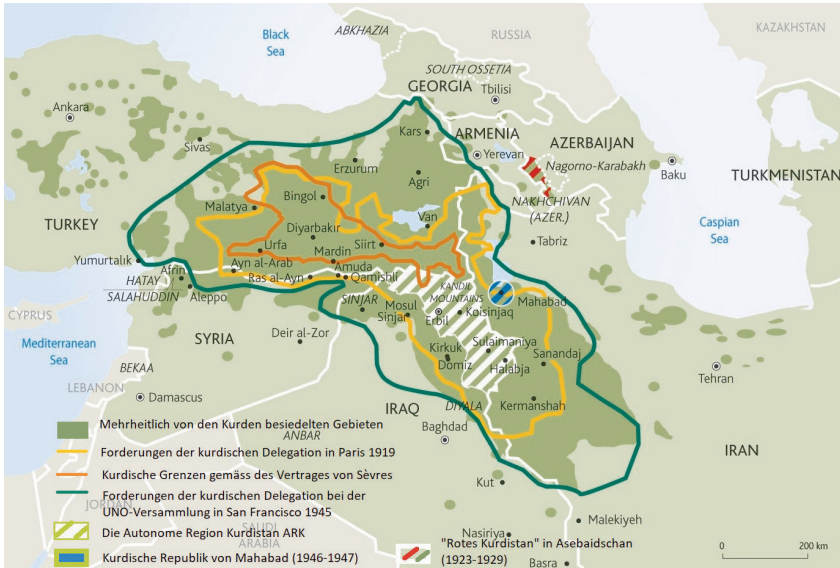 Black
Sea
ABKHAZIA
RUSSIA
KAZAKHSTAN
SOUTH OSSETIA
GEORGIA
Tbilisi
Ankara
Sivas
Kars
ARMENIA
Yerevan
AZERBAIJAN
Nagorno-Karabakh
Baku
TURKMENISTAN
Erzurum
Agri
NAKHCHIVAN
(AZER.)
Caspian
Sea
TURKEY
Malatya
Bingol
Van
Diyarbakir
Tabriz
Urfa
Mardin
Siirt
Yumurtalik
Ayn al-Arab
Amuda
Afrin
Ras al-Ayn
Qamishli
HATAY
SALAHUDDIN
Aleppo
SINJAR
Mosul
Sinjar
KANDIL
MOUNTAINS
Erbil
Koisinjaq
Mahabad
CYPRUS
SYRIA
Deir al-Zor
Mediterranean
Sea
Kirkuk
Domiz
Sulaimaniya
Halabja
Sanandaj
Tehran
BEKAA
LEBANON
Damascus
IRAQ
DIYALA
Kermanshah
Baghdad
ANBAR
IRAN
Kut
JORDAN
SAUDI
ARABIA
Malekiyeh
Nasiriya
Basra
Mehrheitlich von den Kurden besiedelten Gebieten
Forderungen der kurdischen Delegation in Paris 1919
Kurdische Grenzen gemäss des Vertrages von Sèvres
Forderungen der kurdischen Delegation bei der
UNO-Versammlung in San Francisco 1945
Die Autonome Region Kurdistan ARK
Kurdische Republik von Mahabad (1946-1947)
"Rotes Kurdistan" in Asebaidschan
(1923-1929)
0
200 km